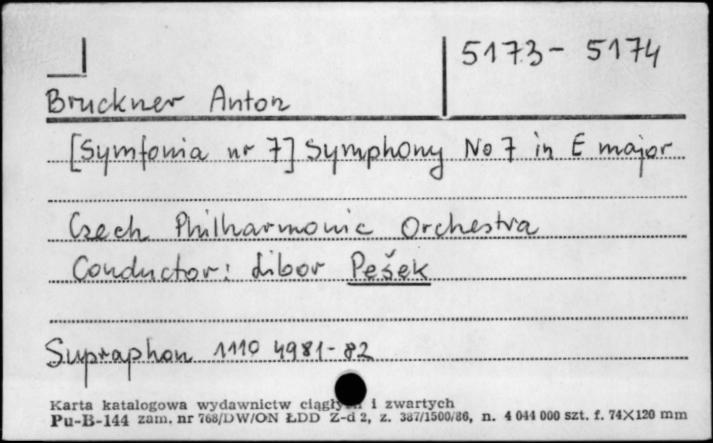 5173-5174
Bruckner Anton
[Symfonia nr 7] Symphony No 7 in E major
Czech Philharmonic Orchestra
Conductor: Libor Pešek
Supraphon 1110 4981-82
Karta katalogowa wydawnictw ciągłych i zwartych
Pu-B-144 zam. nr 768/DW/ON ŁDD Z-d 2, z. 387/1500/86, n. 4 044 000 szt. f. 74×120 mm